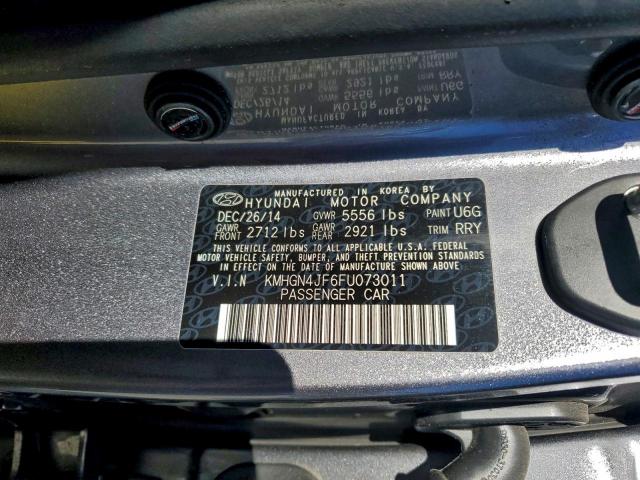 MANUFACTURED IN KOREA BY
HYUNDAI MOTOR COMPANY
DEC/26/14 GVWR 5556 lbs PAINT U6G
GAWR FRONT 2712 lbs GAWR REAR 2921 lbs TRIM RRY
THIS VEHICLE CONFORMS TO ALL APPLICABLE U.S.A. FEDERAL
MOTOR VEHICLE SAFETY, BUMPER, AND THEFT PREVENTION STANDARDS
IN EFFECT ON THE DATE OF MANUFACTURE SHOWN ABOVE.
V.I.N KMHGN4JF6FU073011
PASSENGER CAR